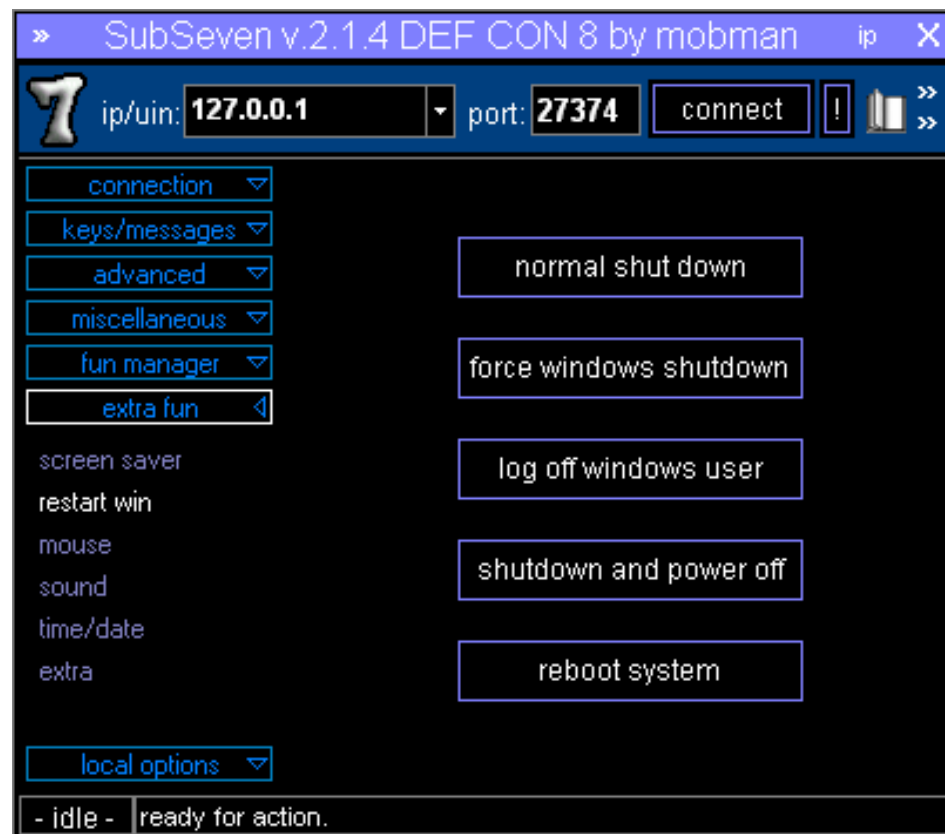 » SubSeven v.2.1.4 DEF CON 8 by mobman ip X
7 ip/uin: 127.0.0.1 port: 27374 connect ! »
»
connection
keys/messages
advanced
miscellaneous
fun manager
extra fun
screen saver
restart win
mouse
sound
time/date
extra
local options
normal shut down
force windows shutdown
log off windows user
shutdown and power off
reboot system
- idle - ready for action.